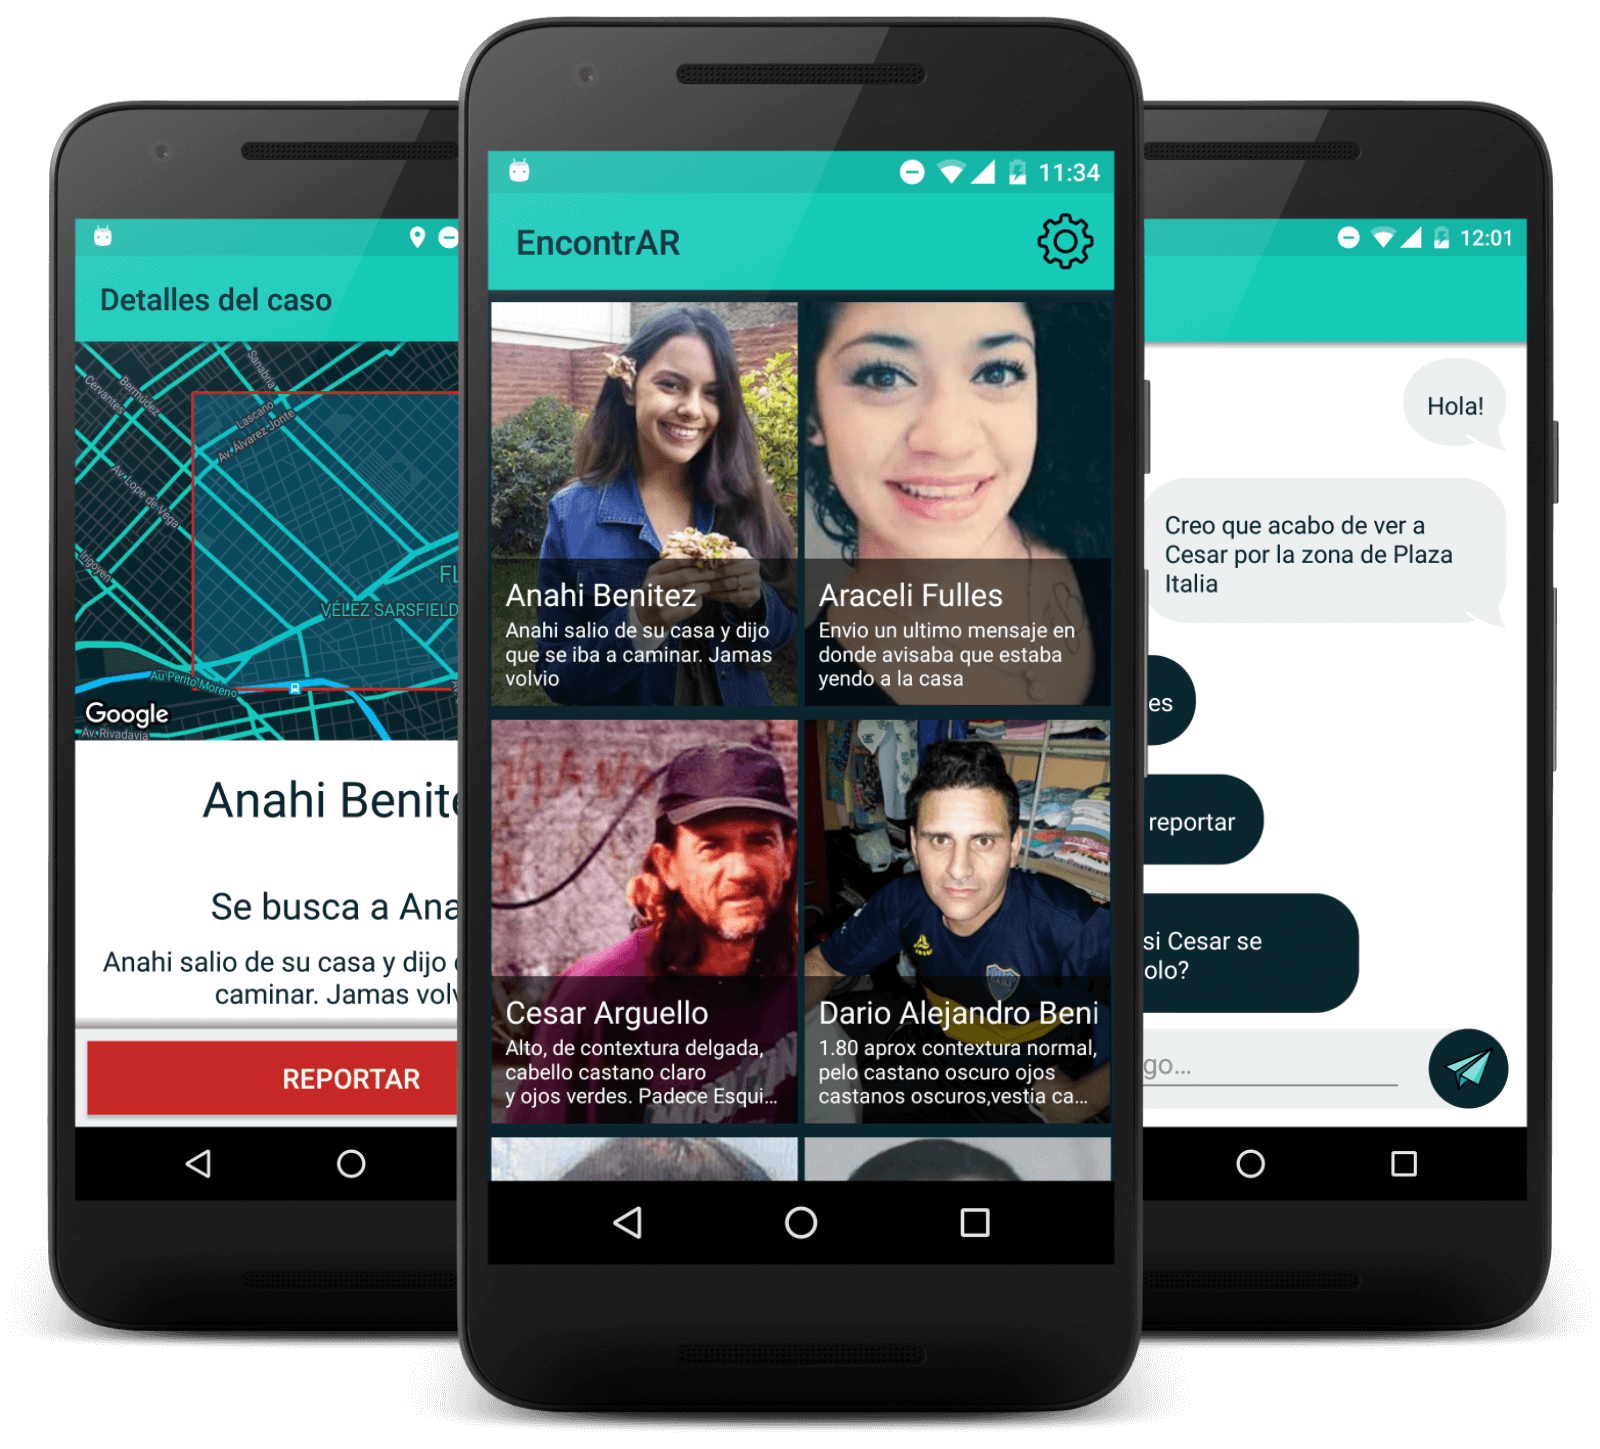 Detalles del caso
Cervantes
Bermúdez
Sanabria
Lascano
Av. Álvarez Jonte
Av. Lope de Vega
Irigoyen
FL
VÉLEZ SARSFIELD
Au Perito Moreno
Google
Av. Rivadavia
Anahi Benite
Se busca a Ana
Anahi salio de su casa y dijo
caminar. Jamas volv
REPORTAR
11:34
EncontrAR
Anahi Benitez
Anahi salio de su casa y dijo
que se iba a caminar. Jamas
volvio
Araceli Fulles
Envio un ultimo mensaje en
donde avisaba que estaba
yendo a la casa
Cesar Arguello
Alto, de contextura delgada,
cabello castano claro
y ojos verdes. Padece Esqui...
Dario Alejandro Beni
1.80 aprox contextura normal,
pelo castano oscuro ojos
castanos oscuros,vestia ca...
12:01
Hola!
Creo que acabo de ver a
Cesar por la zona de Plaza
Italia
es
reportar
si Cesar se
olo?
go...